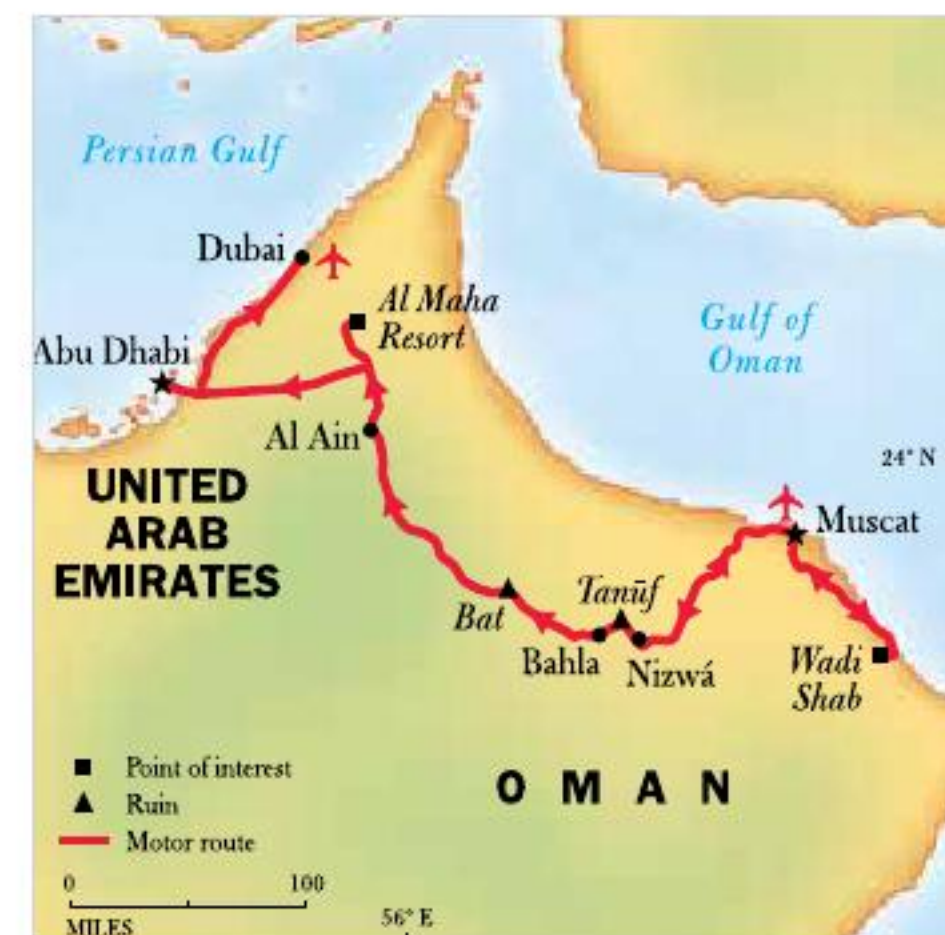 Persian Gulf
Dubai
Al Maha
Resort
Gulf of
Oman
Abu Dhabi
Al Ain
24° N
UNITED
ARAB
EMIRATES
Muscat
Tanūf
Bat
Bahla
Nizwá
Wadi
Shab
OMAN
Point of interest
Ruin
Motor route
0 100
MILES
56° E